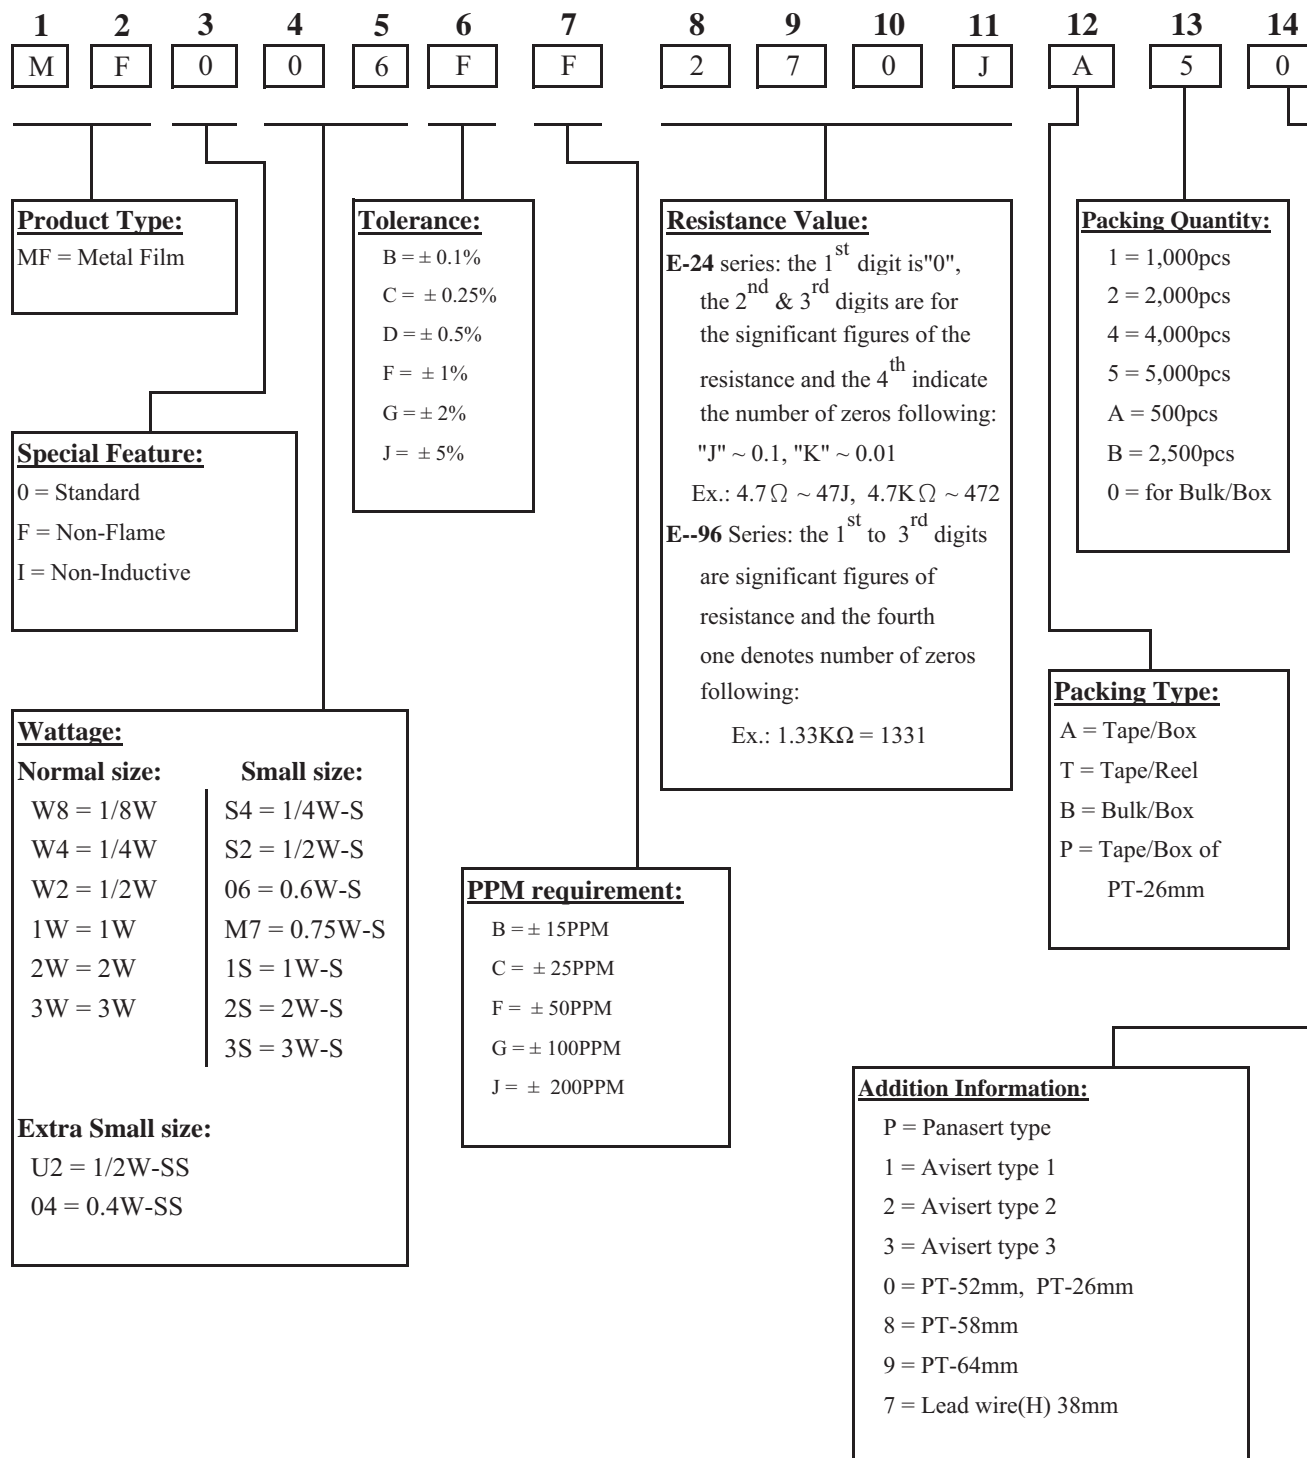 1 2 3 4 5 6 7 8 9 10 11 12 13 14
M F 0 0 6 F F 2 7 0 J A 5 0
Product Type:
MF = Metal Film
Special Feature:
0 = Standard
F = Non-Flame
I = Non-Inductive
Wattage:
Normal size: Small size:
W8 = 1/8W S4 = 1/4W-S
W4 = 1/4W S2 = 1/2W-S
W2 = 1/2W 06 = 0.6W-S
1W = 1W M7 = 0.75W-S
2W = 2W 1S = 1W-S
3W = 3W 2S = 2W-S
3S = 3W-S
Extra Small size:
U2 = 1/2W-SS
04 = 0.4W-SS
Tolerance:
B = ± 0.1%
C = ± 0.25%
D = ± 0.5%
F = ± 1%
G = ± 2%
J = ± 5%
PPM requirement:
B = ± 15PPM
C = ± 25PPM
F = ± 50PPM
G = ± 100PPM
J = ± 200PPM
Resistance Value:
E-24 series: the 1st digit is"0",
the 2nd & 3rd digits are for
the significant figures of the
resistance and the 4th indicate
the number of zeros following:
"J" ~ 0.1, "K" ~ 0.01
Ex.: 4.7Ω ~ 47J, 4.7KΩ ~ 472
E--96 Series: the 1st to 3rd digits
are significant figures of
resistance and the fourth
one denotes number of zeros
following:
Ex.: 1.33KΩ = 1331
Packing Quantity:
1 = 1,000pcs
2 = 2,000pcs
4 = 4,000pcs
5 = 5,000pcs
A = 500pcs
B = 2,500pcs
0 = for Bulk/Box
Packing Type:
A = Tape/Box
T = Tape/Reel
B = Bulk/Box
P = Tape/Box of
PT-26mm
Addition Information:
P = Panasert type
1 = Avisert type 1
2 = Avisert type 2
3 = Avisert type 3
0 = PT-52mm, PT-26mm
8 = PT-58mm
9 = PT-64mm
7 = Lead wire(H) 38mm